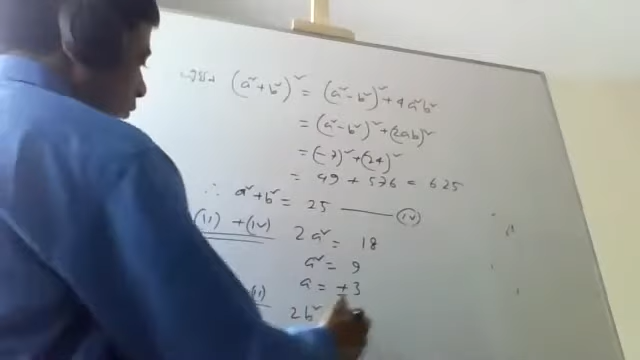 (a² + b²)² = (a² - b²)² + 4a²b²
= (a² - b²)² + (2ab)²
= (-7)² + (24)²
= 49 + 576 = 625
∴ a² + b² = 25 ——— (iv)
(ii) + (iv) 2a² = 18
a² = 9
a = ±3
2b²